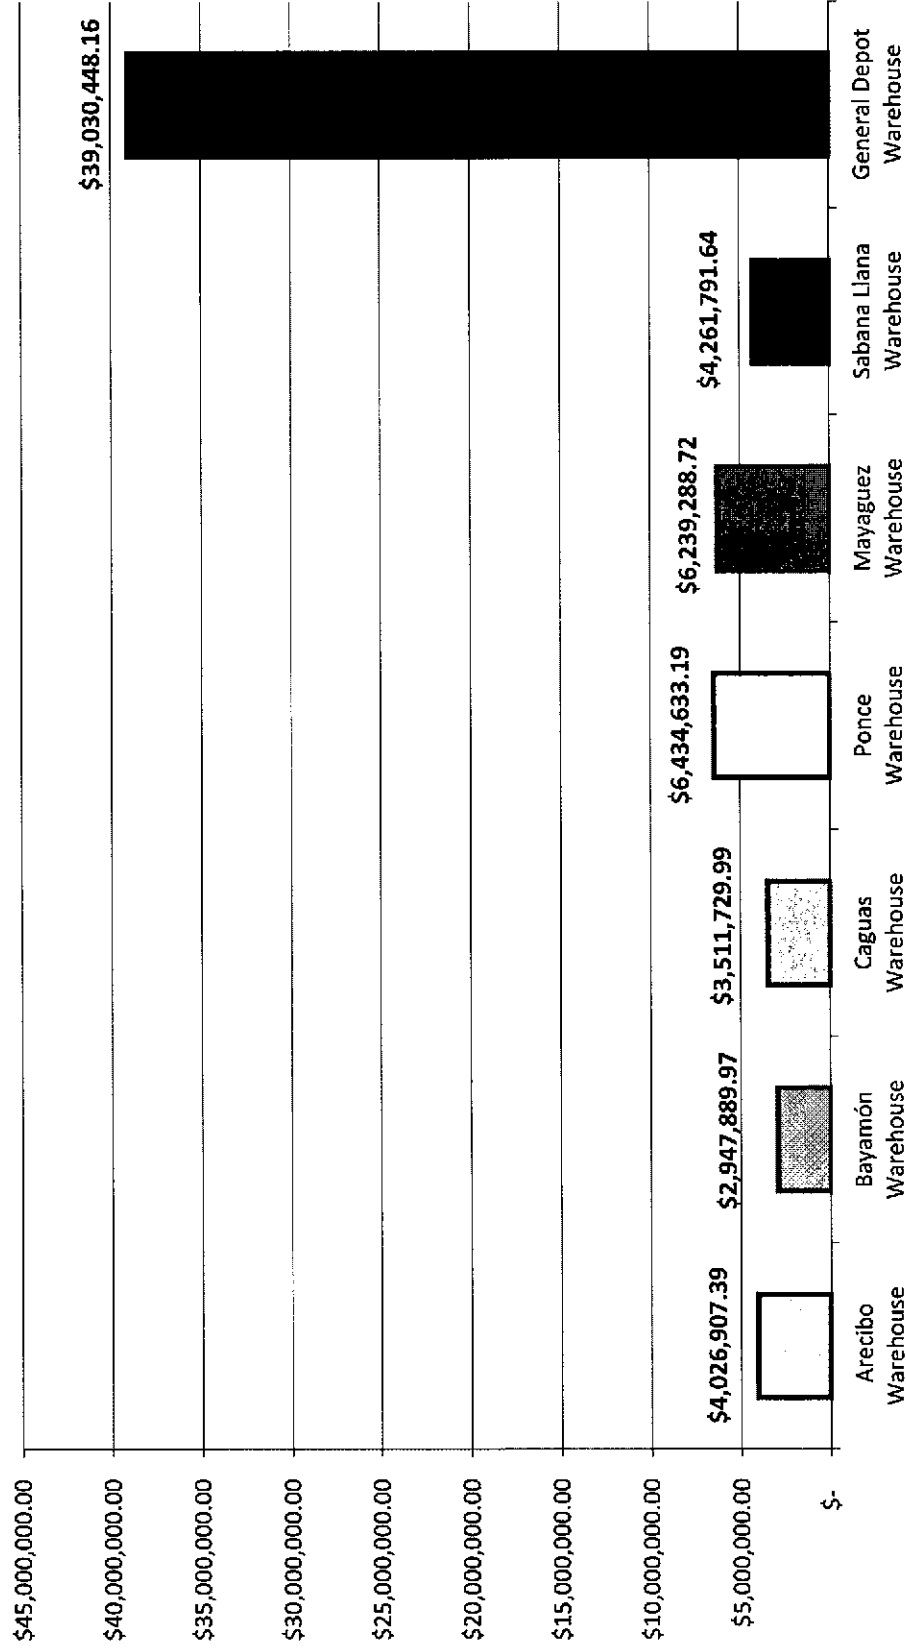 $45,000,000.00
$40,000,000.00
$35,000,000.00
$30,000,000.00
$25,000,000.00
$20,000,000.00
$15,000,000.00
$10,000,000.00
$5,000,000.00
$-
$4,026,907.39
$2,947,889.97
$3,511,729.99
$6,434,633.19
$6,239,288.72
$4,261,791.64
$39,030,448.16
Arecibo
Warehouse
Bayamón
Warehouse
Caguas
Warehouse
Ponce
Warehouse
Mayaguez
Warehouse
Sabana Llana
Warehouse
General Depot
Warehouse